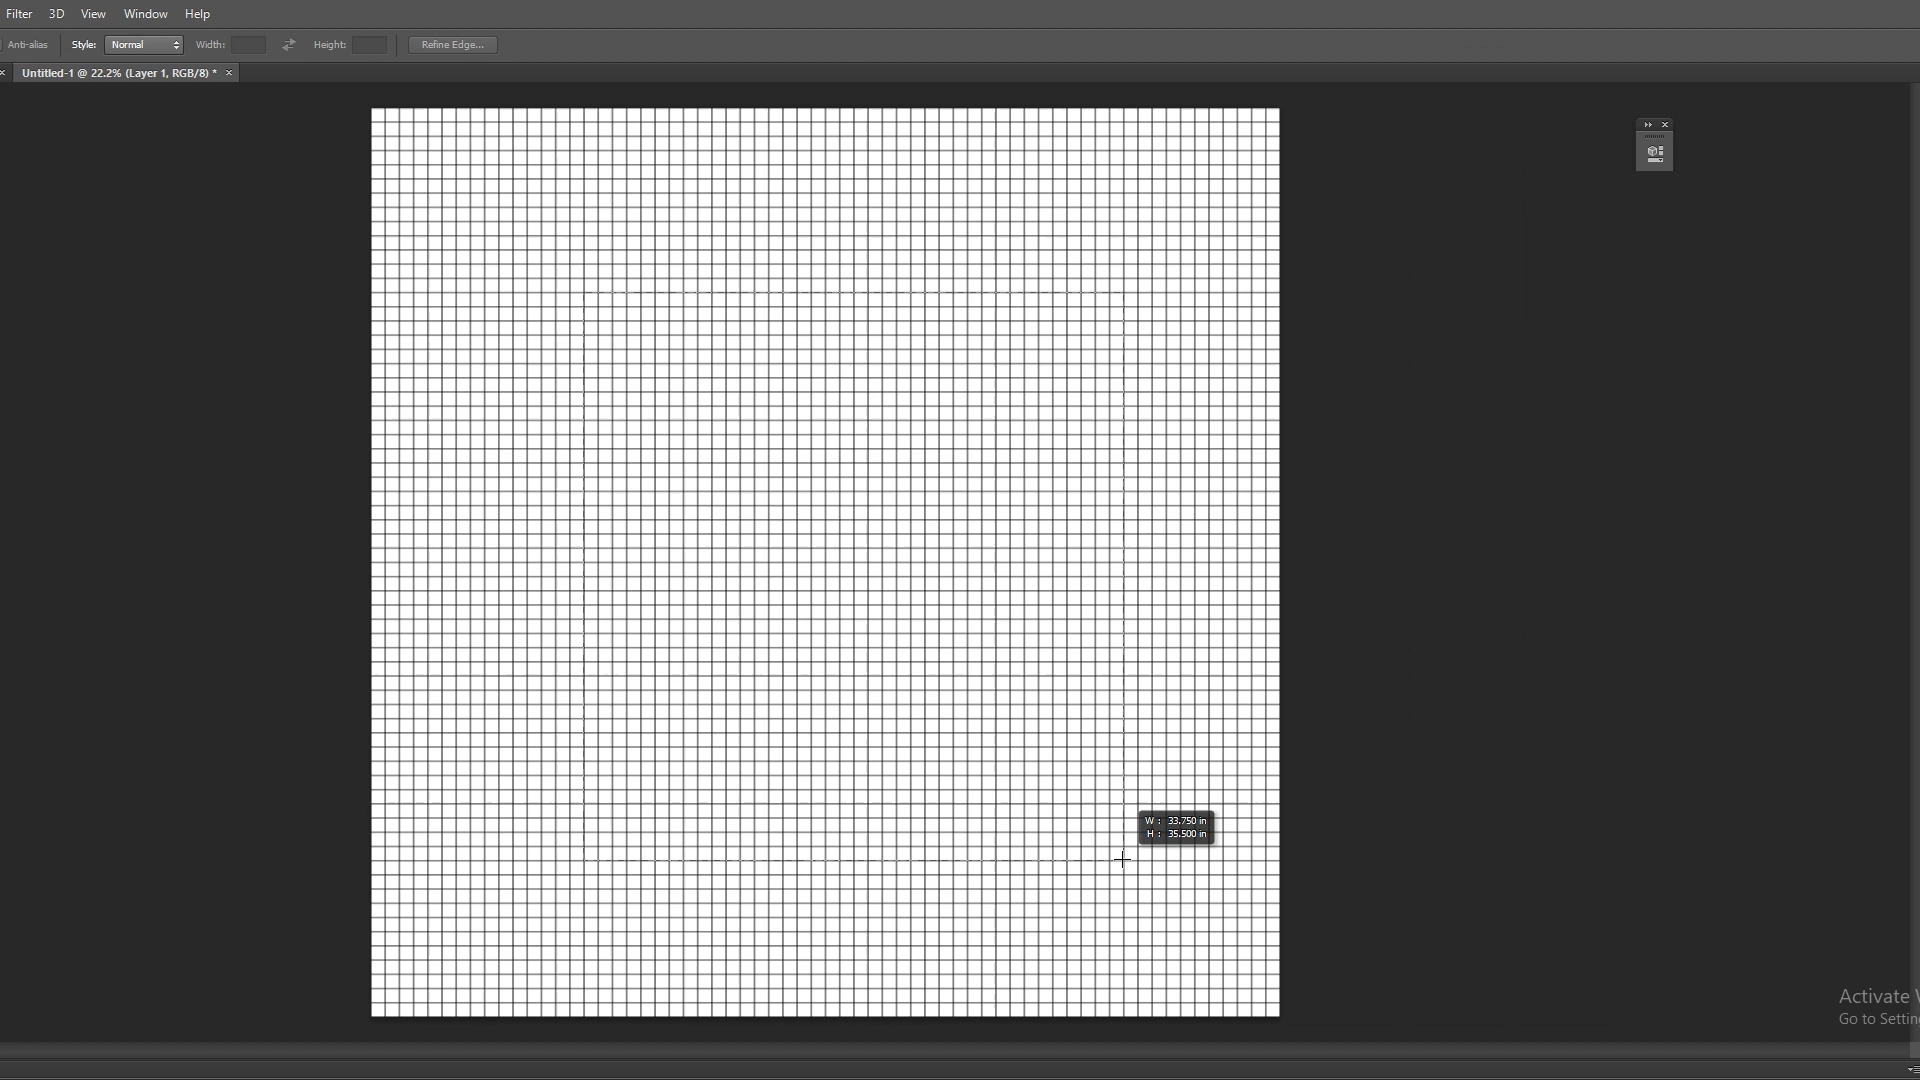 Filter 3D View Window Help
Anti-alias Style: Normal Width: Height: Refine Edge...
Untitled-1 @ 22.2% (Layer 1, RGB/8) *
W : 33.750 in
H : 35.500 in
Activate
Go to Settin